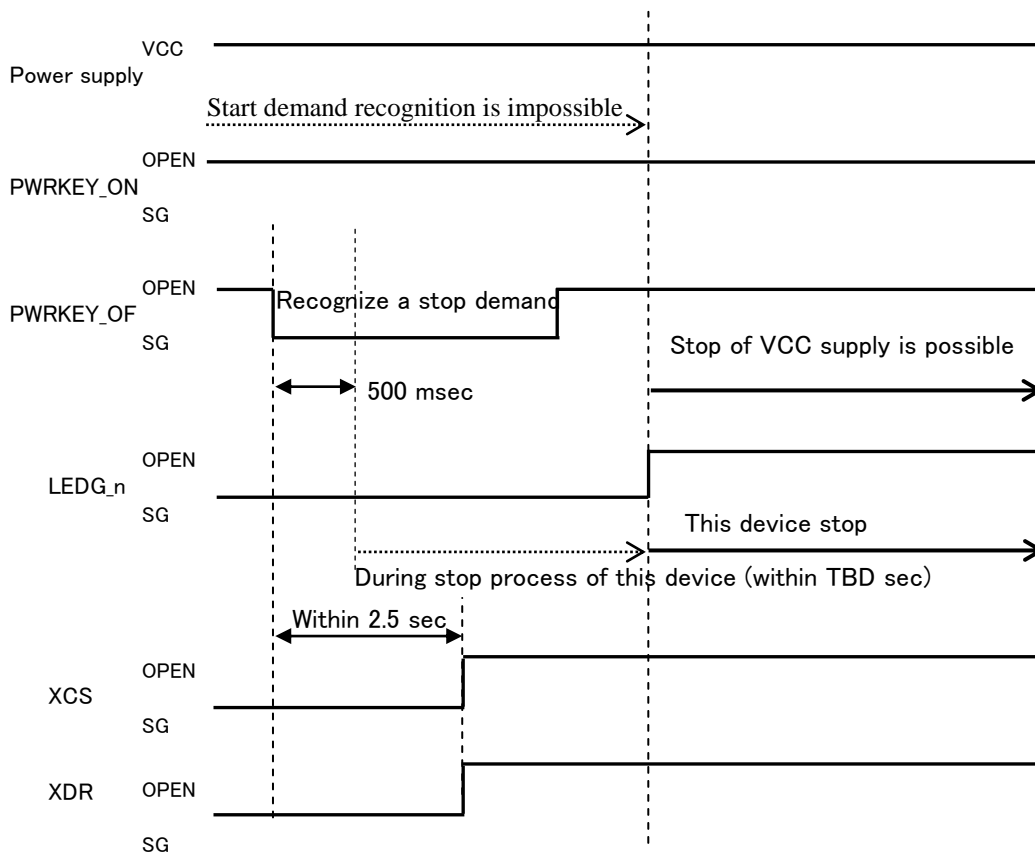 VCC
Power supply
Start demand recognition is impossible
OPEN
PWRKEY_ON
SG
OPEN
Recognize a stop demand
PWRKEY_OF
SG
Stop of VCC supply is possible
500 msec
OPEN
LEDG_n
SG
This device stop
During stop process of this device (within TBD sec)
Within 2.5 sec
OPEN
XCS
SG
XDR
OPEN
SG